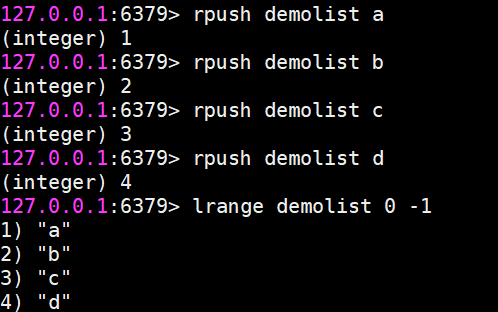 127.0.0.1:6379> rpush demolist a
(integer) 1
127.0.0.1:6379> rpush demolist b
(integer) 2
127.0.0.1:6379> rpush demolist c
(integer) 3
127.0.0.1:6379> rpush demolist d
(integer) 4
127.0.0.1:6379> lrange demolist 0 -1
1) "a"
2) "b"
3) "c"
4) "d"